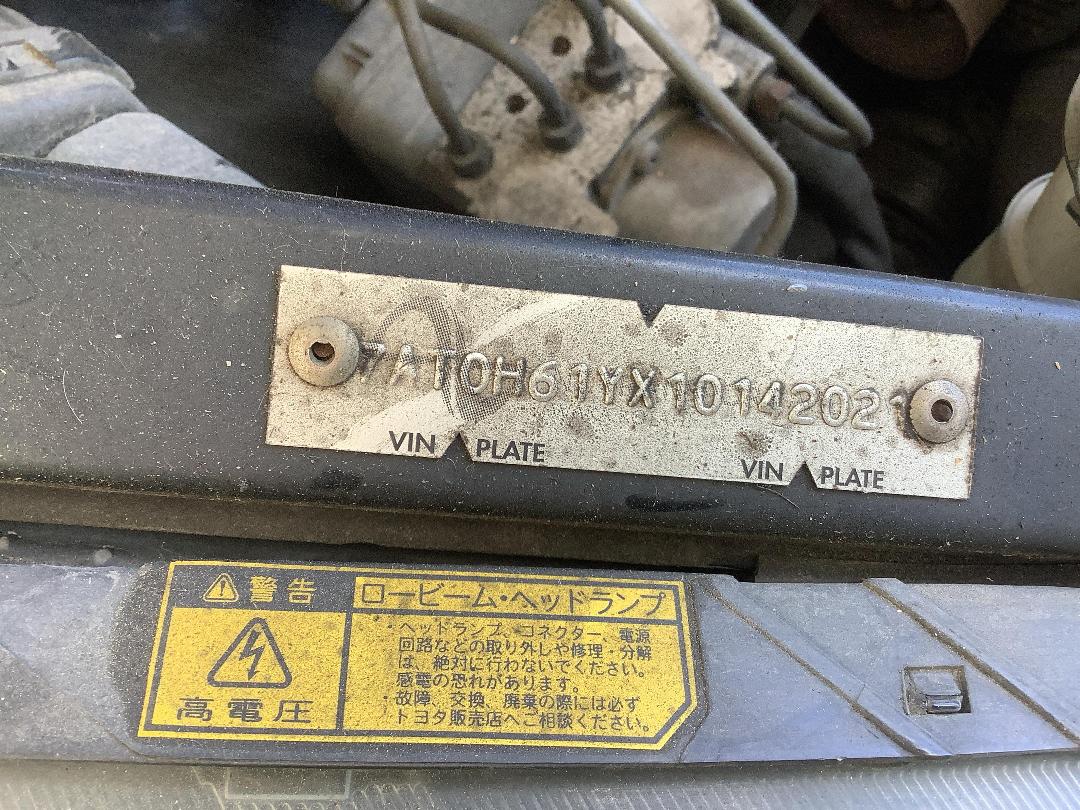 7AT0H61YX10142021
VIN PLATE
VIN PLATE
警告
高電圧
ロービーム・ヘッドランプ
・ヘッドランプ、コネクター、電源
回路などの取り外しや修理・分解
は、絶対に行わないでください。
感電の恐れがあります。
・故障、交換、廃棄の際には必ず
トヨタ販売店へご相談ください。